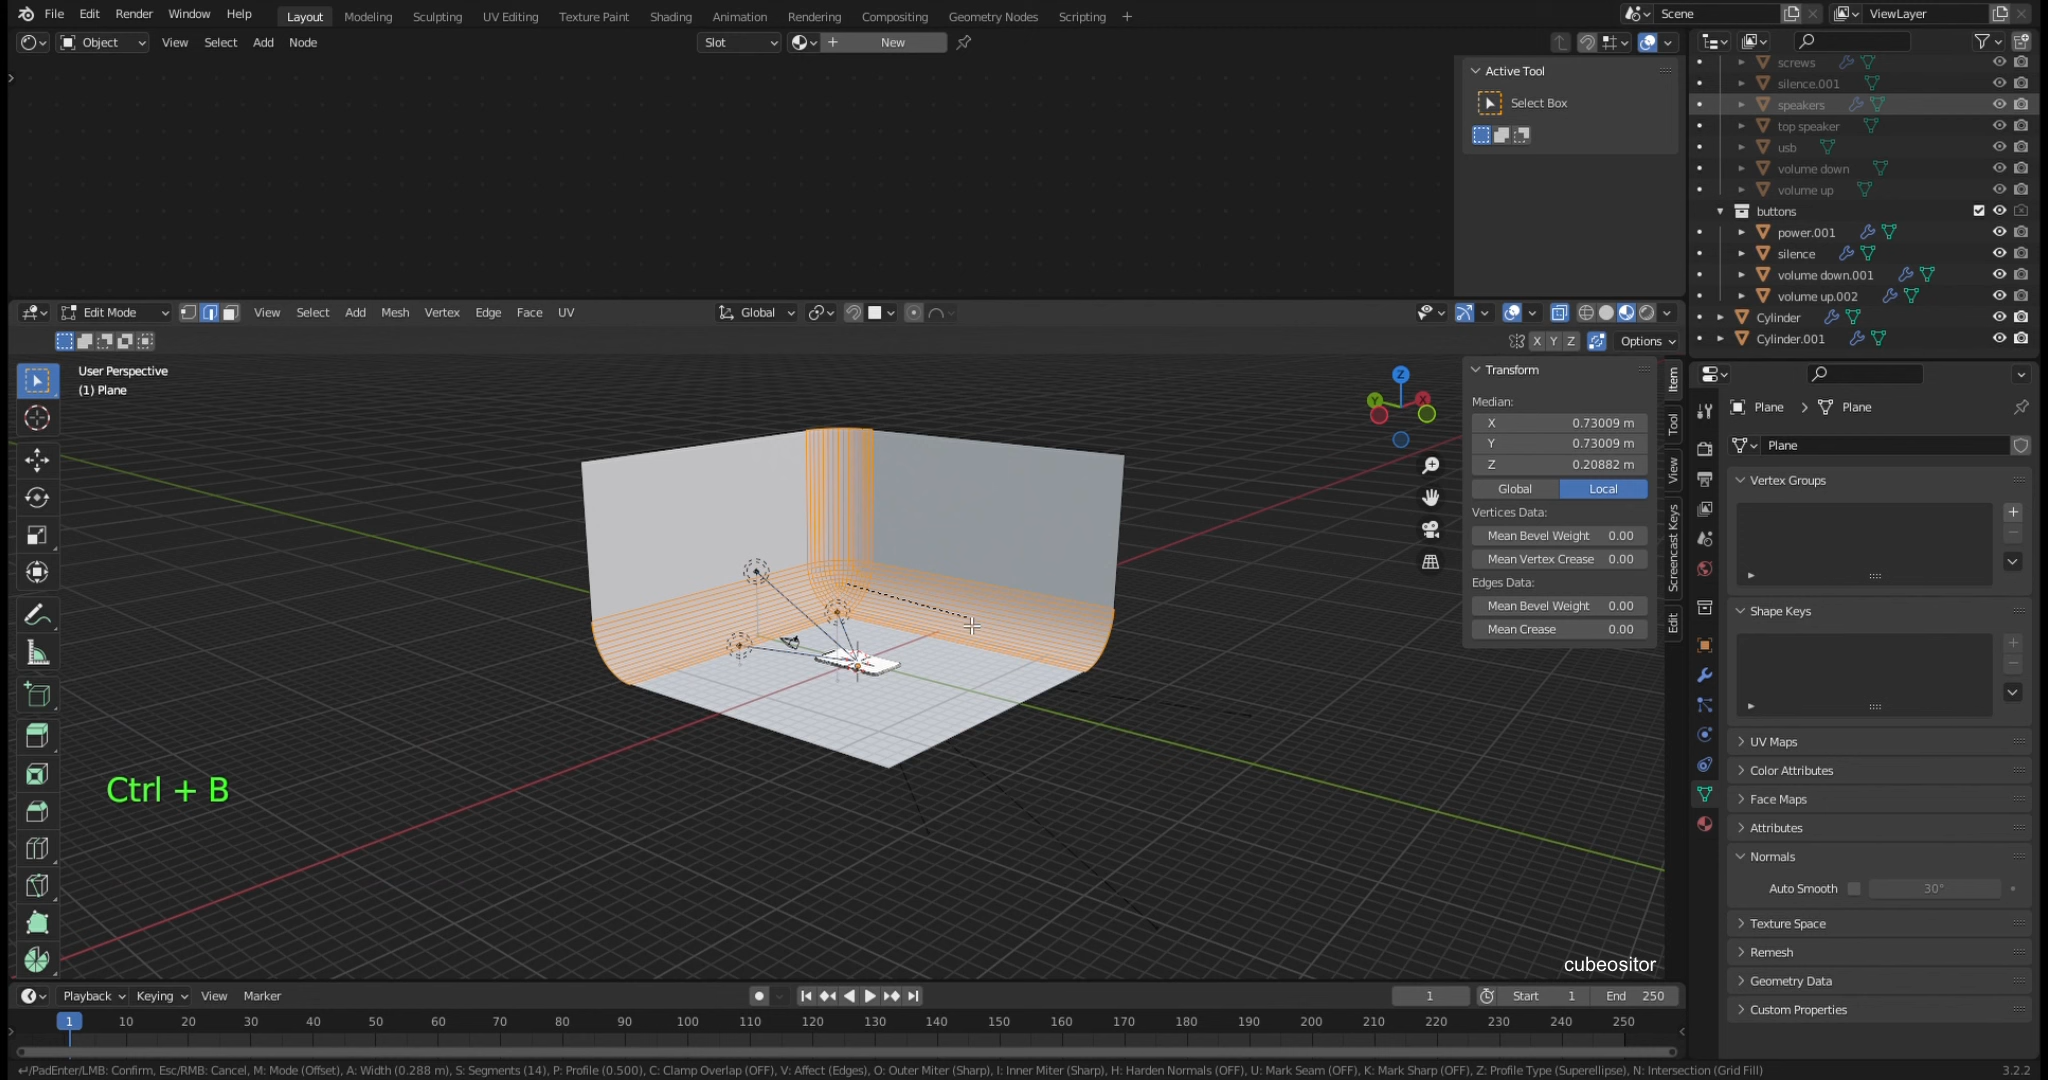 File Edit Render Window Help Layout Modeling Sculpting UV Editing Texture Paint Shading Animation Rendering Compositing Geometry Nodes Scripting Scene ViewLayer
Object View Select Add Node Slot New
Active Tool
Select Box
screws
silence.001
speakers
top speaker
usb
volume down
volume up
buttons
power.001
silence
volume down.001
volume up.002
Cylinder
Cylinder.001
Edit Mode View Select Add Mesh Vertex Edge Face UV Global
X Y Z Options
User Perspective
(1) Plane
Z
Y
X
Transform
Median:
X 0.73009 m
Y 0.73009 m
Z 0.20882 m
Global Local
Vertices Data:
Mean Bevel Weight 0.00
Mean Vertex Crease 0.00
Edges Data:
Mean Bevel Weight 0.00
Mean Crease 0.00
Item
Tool
View
Screencast Keys
Edit
Plane Plane
Plane
Vertex Groups
Shape Keys
UV Maps
Color Attributes
Face Maps
Attributes
Normals
Auto Smooth 30°
Texture Space
Remesh
Geometry Data
Custom Properties
Ctrl + B
cubeositor
Playback Keying View Marker 1 Start 1 End 250
1 10 20 30 40 50 60 70 80 90 100 110 120 130 140 150 160 170 180 190 200 210 220 230 240 250
/PadEnter/LMB: Confirm, Esc/RMB: Cancel, M: Mode (Offset), A: Width (0.288 m), S: Segments (14), P: Profile (0.500), C: Clamp Overlap (OFF), V: Affect (Edges), O: Outer Miter (Sharp), I: Inner Miter (Sharp), H: Harden Normals (OFF), U: Mark Seam (OFF), K: Mark Sharp (OFF), Z: Profile Type (Superellipse), N: Intersection (Grid Fill) 3.2.2